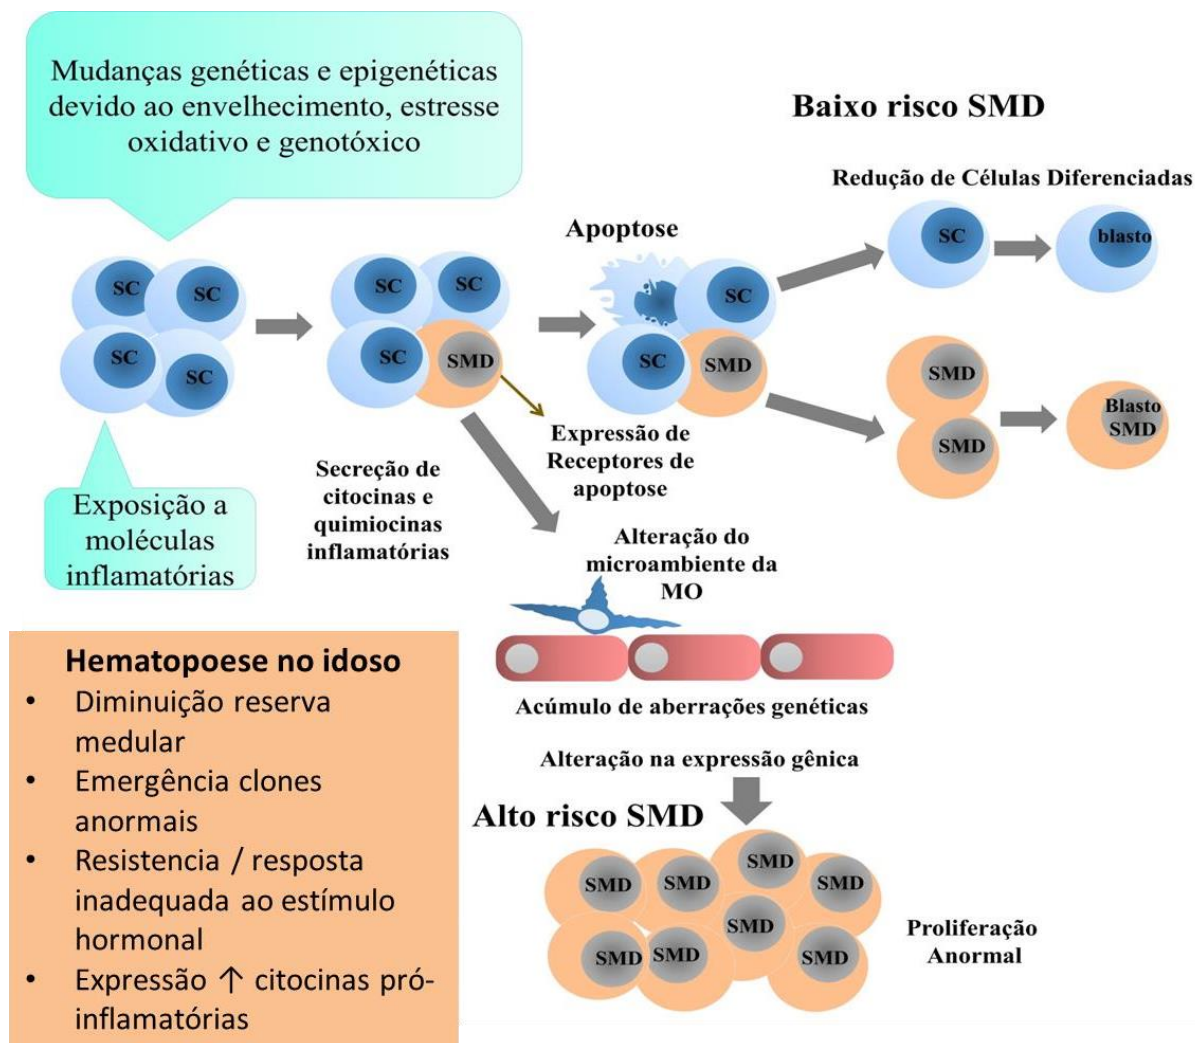 Mudanças genéticas e epigenéticas
devido ao envelhecimento, estresse
oxidativo e genotóxico
Baixo risco SMD
Redução de Células Diferenciadas
Apoptose
SC
blasto
SC
SC
SC
SC
SC
SC
SC
SMD
SC
SC
SMD
SMD
SMD
Blasto
SMD
Expressão de
Receptores de
apoptose
Secreção de
citocinas e
quimiocinas
inflamatórias
Exposição a
moléculas
inflamatórias
Alteração do
microambiente da
MO
Acúmulo de aberrações genéticas
Alteração na expressão gênica
Alto risco SMD
SMD
SMD
SMD
SMD
SMD
SMD
SMD
SMD
Proliferação
Anormal
Hematopoese no idoso
• Diminuição reserva
medular
• Emergência clones
anormais
• Resistencia / resposta
inadequada ao estímulo
hormonal
• Expressão ↑ citocinas pró-
inflamatórias